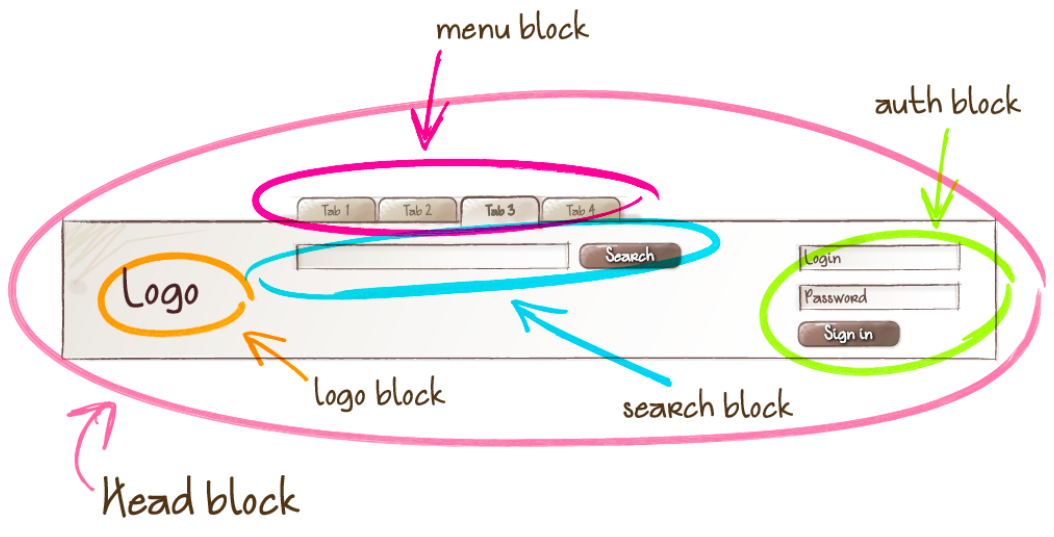 menu block
auth block
Tab 1
Tab 2
Tab 3
Tab 4
Search
Login
Logo
Password
Sign in
logo block
search block
Head block